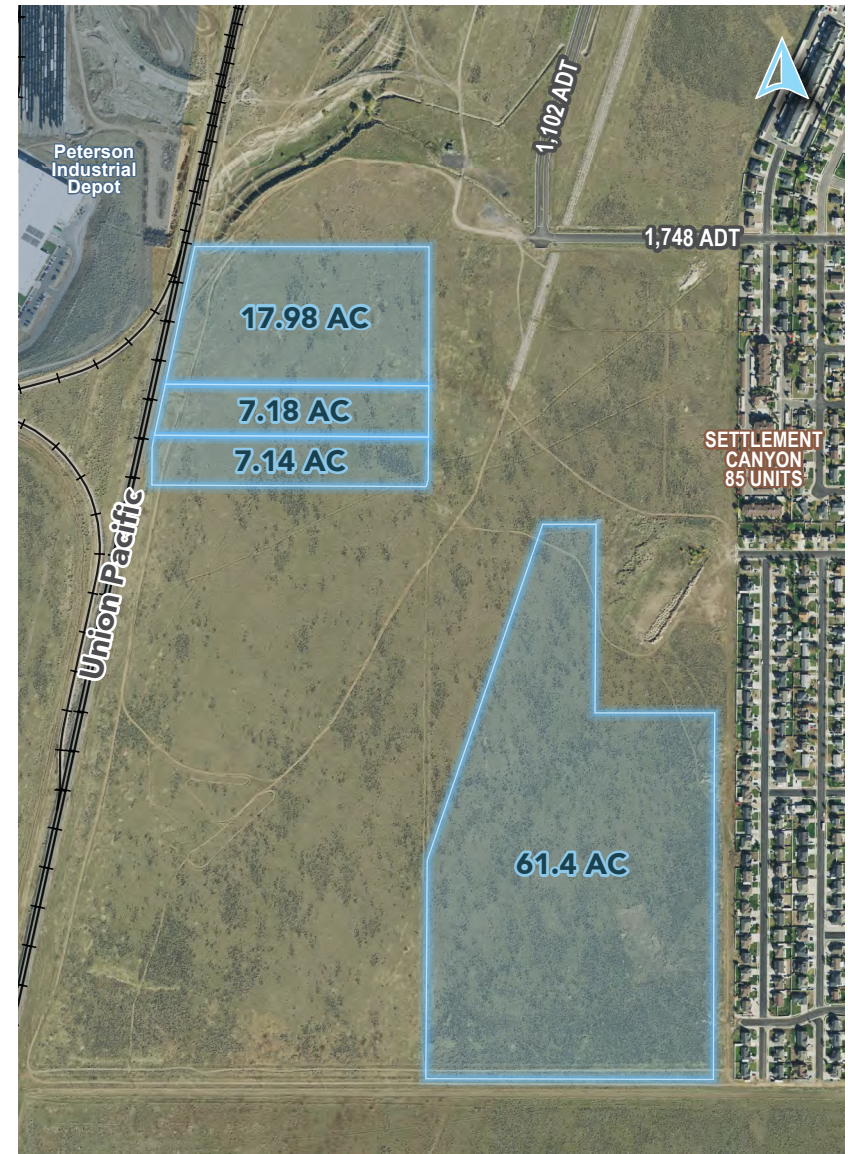 1,102 ADT
Peterson
Industrial
Depot
1,748 ADT
17.98 AC
7.18 AC
7.14 AC
SETTLEMENT
CANYON
85 UNITS
Union Pacific
61.4 AC